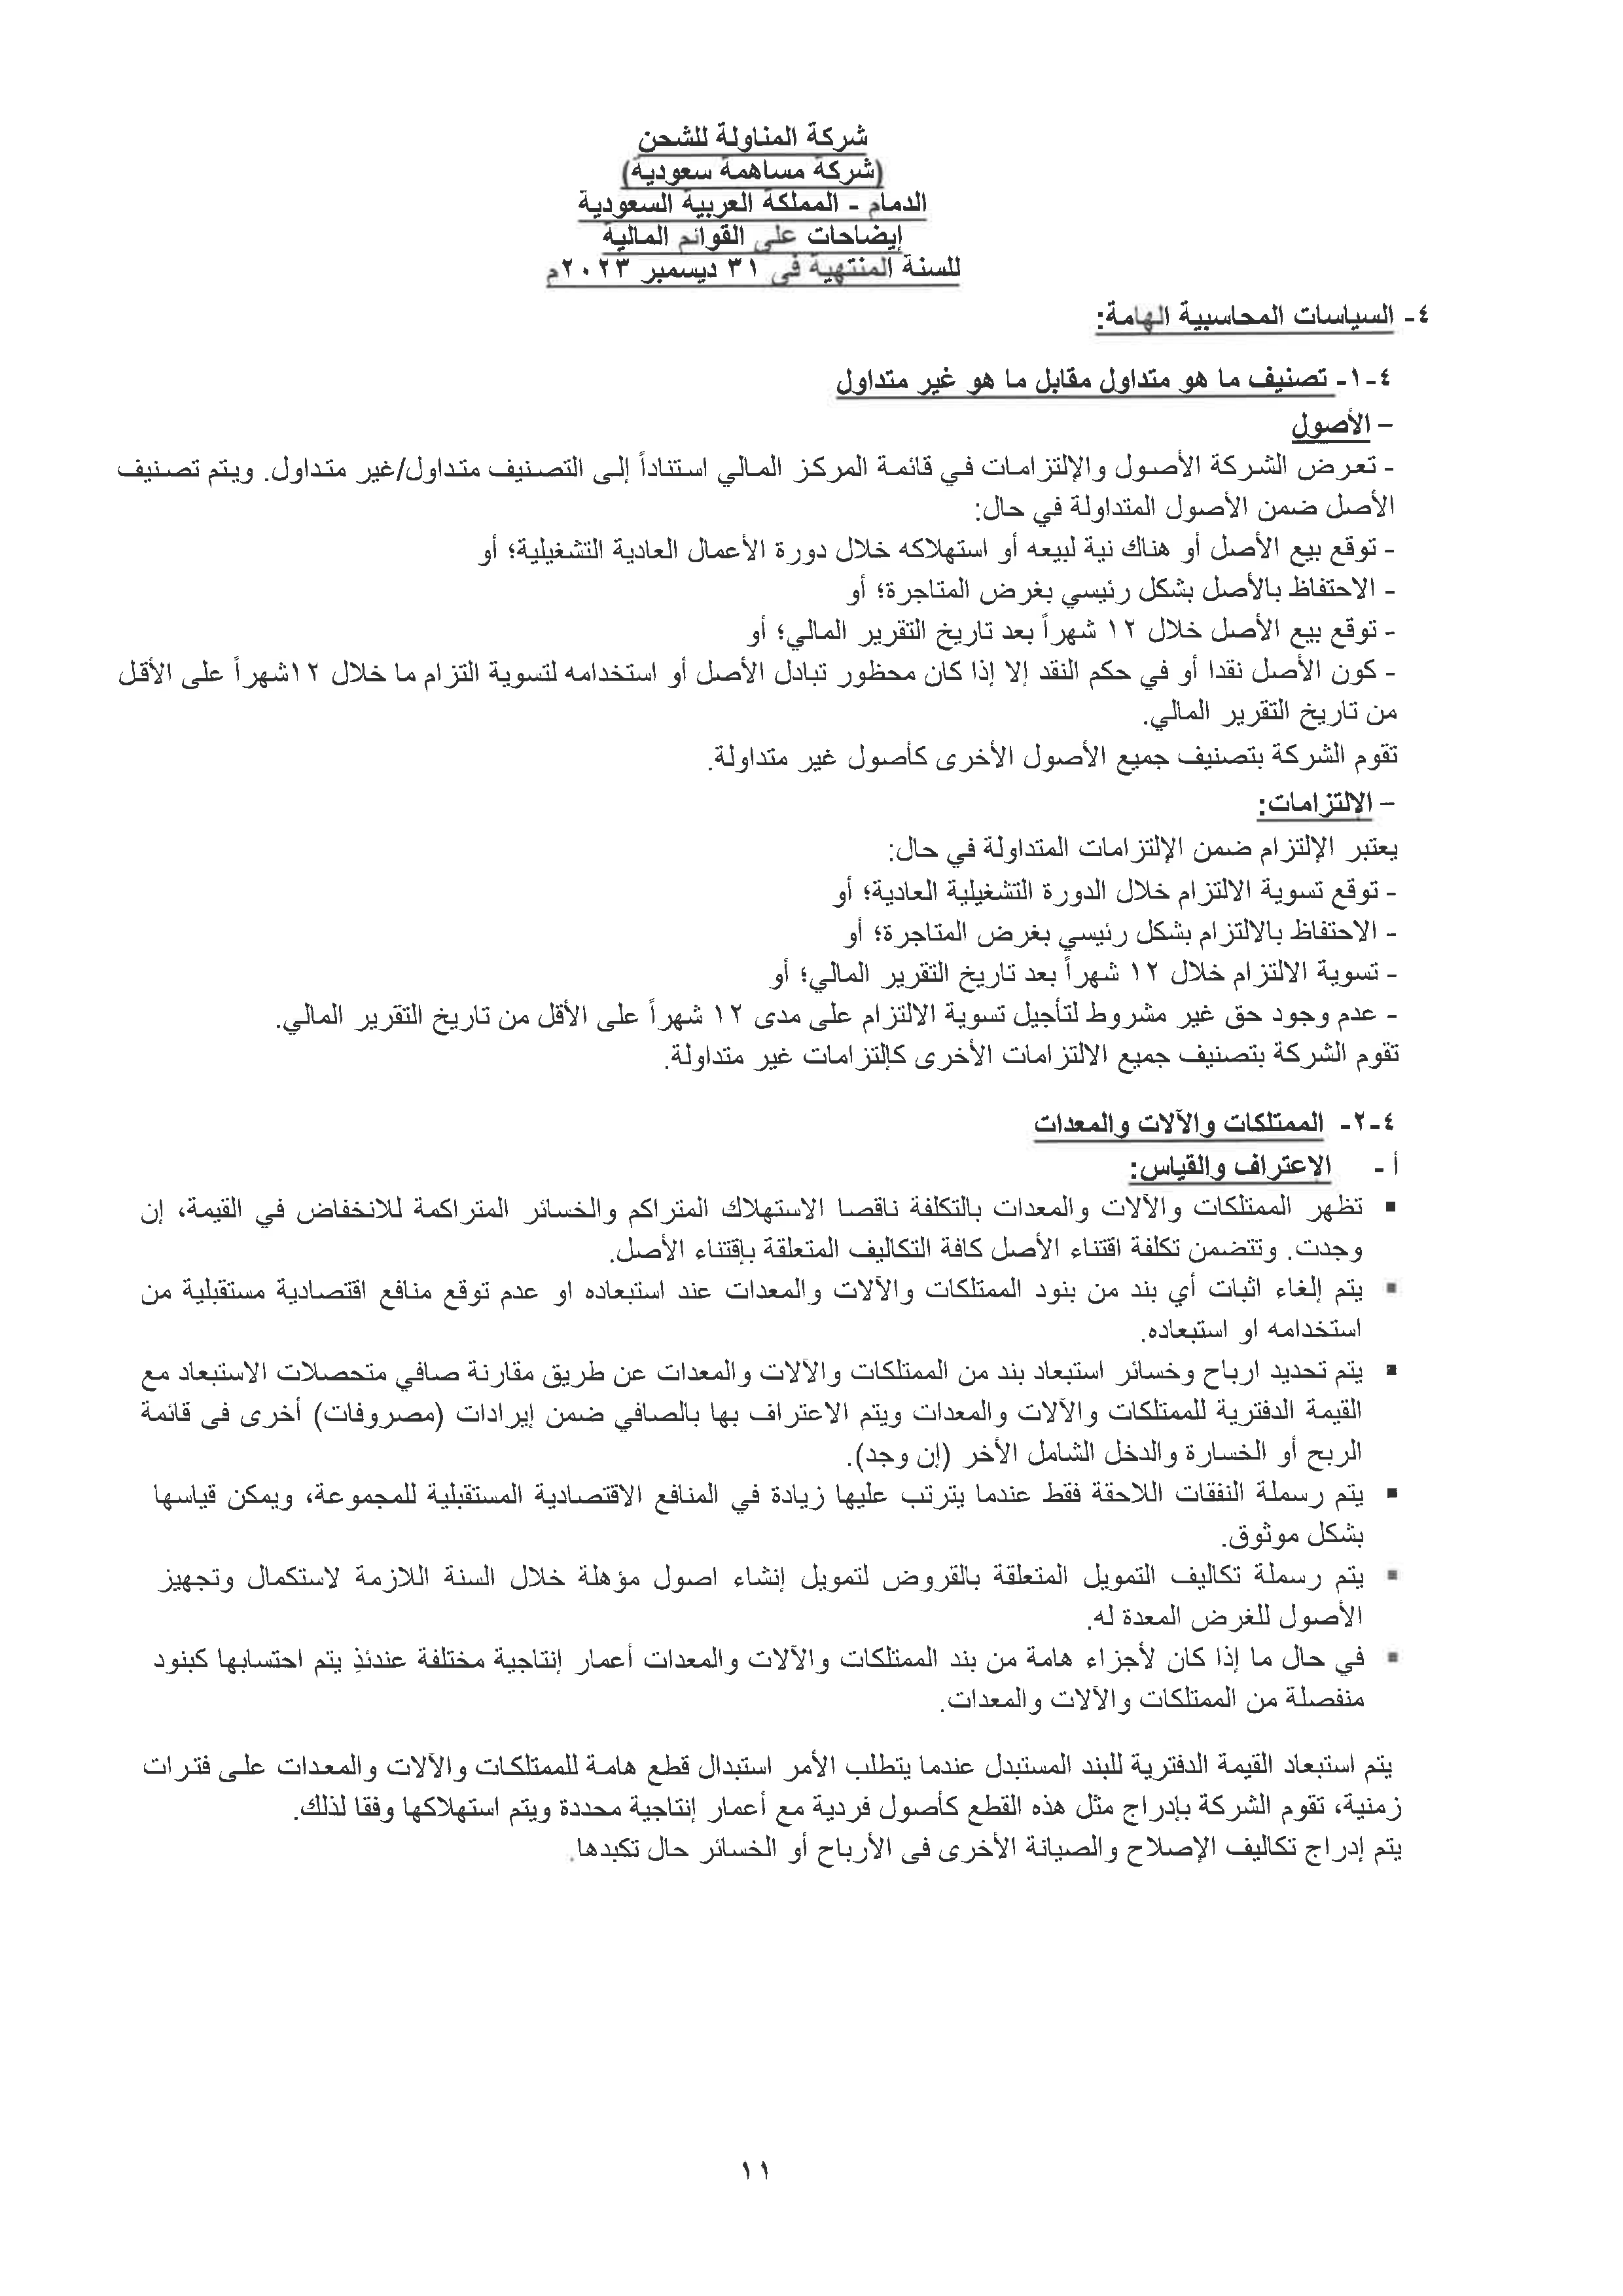 شركة المناولة للشحن
(شركة مساهمة سعودية)
الدمام - المملكة العربية السعودية
إيضاحات على القوائم المالية
للسنة المنتهية في ٣١ ديسمبر ٢٠٢٣م
٤- السياسات المحاسبية الهامة:
٤-١- تصنيف ما هو متداول مقابل ما هو غير متداول
– الأصول
- تعرض الشركة الأصول والإلتزامات في قائمة المركز المالي استناداً إلى التصنيف متداول/غير متداول. ويتم تصنيف
الأصل ضمن الأصول المتداولة في حال:
- توقع بيع الأصل أو هناك نية لبيعه أو استهلاكه خلال دورة الأعمال العادية التشغيلية؛ أو
- الاحتفاظ بالأصل بشكل رئيسي بغرض المتاجرة؛ أو
- توقع بيع الأصل خلال ١٢ شهراً بعد تاريخ التقرير المالي؛ أو
- كون الأصل نقدا أو في حكم النقد إلا إذا كان محظور تبادل الأصل أو استخدامه لتسوية التزام ما خلال ١٢شهراً على الأقل
من تاريخ التقرير المالي.
تقوم الشركة بتصنيف جميع الأصول الأخرى كأصول غير متداولة.
– الإلتزامات:
يعتبر الإلتزام ضمن الإلتزامات المتداولة في حال:
- توقع تسوية الالتزام خلال الدورة التشغيلية العادية؛ أو
- الاحتفاظ بالالتزام بشكل رئيسي بغرض المتاجرة؛ أو
- تسوية الالتزام خلال ١٢ شهراً بعد تاريخ التقرير المالي؛ أو
- عدم وجود حق غير مشروط لتأجيل تسوية الالتزام على مدى ١٢ شهراً على الأقل من تاريخ التقرير المالي.
تقوم الشركة بتصنيف جميع الالتزامات الأخرى كإلتزامات غير متداولة.
٤-٢- الممتلكات والآلات والمعدات
أ - الإعتراف والقياس:
▪ تظهر الممتلكات والآلات والمعدات بالتكلفة ناقصا الاستهلاك المتراكم والخسائر المتراكمة للانخفاض في القيمة، إن
وجدت. وتتضمن تكلفة اقتناء الأصل كافة التكاليف المتعلقة بإقتناء الأصل.
▪ يتم إلغاء اثبات أي بند من بنود الممتلكات والآلات والمعدات عند استبعاده او عدم توقع منافع اقتصادية مستقبلية من
استخدامه او استبعاده.
▪ يتم تحديد ارباح وخسائر استبعاد بند من الممتلكات والآلات والمعدات عن طريق مقارنة صافي متحصلات الاستبعاد مع
القيمة الدفترية للممتلكات والآلات والمعدات ويتم الاعتراف بها بالصافي ضمن إيرادات (مصروفات) أخرى فى قائمة
الربح أو الخسارة والدخل الشامل الأخر (إن وجد).
▪ يتم رسملة النفقات اللاحقة فقط عندما يترتب عليها زيادة في المنافع الاقتصادية المستقبلية للمجموعة، ويمكن قياسها
بشكل موثوق.
▪ يتم رسملة تكاليف التمويل المتعلقة بالقروض لتمويل إنشاء اصول مؤهلة خلال السنة اللازمة لاستكمال وتجهيز
الأصول للغرض المعدة له.
▪ في حال ما إذا كان لأجزاء هامة من بند الممتلكات والآلات والمعدات أعمار إنتاجية مختلفة عندئذِ يتم احتسابها كبنود
منفصلة من الممتلكات والآلات والمعدات.
يتم استبعاد القيمة الدفترية للبند المستبدل عندما يتطلب الأمر استبدال قطع هامة للممتلكات والآلات والمعدات على فترات
زمنية، تقوم الشركة بإدراج مثل هذه القطع كأصول فردية مع أعمار إنتاجية محددة ويتم استهلاكها وفقا لذلك.
يتم إدراج تكاليف الإصلاح والصيانة الأخرى فى الأرباح أو الخسائر حال تكبدها.
١١